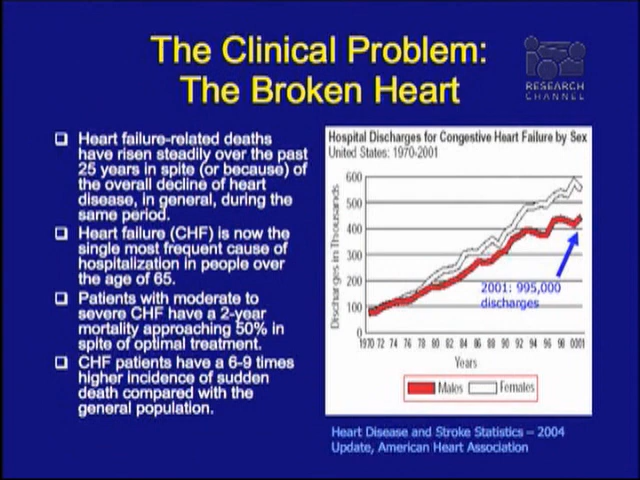 The Clinical Problem:
The Broken Heart
RESEARCH
CHANNEL
Heart failure-related deaths
have risen steadily over the past
25 years in spite (or because) of
the overall decline of heart
disease, in general, during the
same period.
Heart failure (CHF) is now the
single most frequent cause of
hospitalization in people over
the age of 65.
Patients with moderate to
severe CHF have a 2-year
mortality approaching 50% in
spite of optimal treatment.
CHF patients have a 6-9 times
higher incidence of sudden
death compared with the
general population.
Hospital Discharges for Congestive Heart Failure by Sex
United States: 1970-2001
Discharges in Thousands
600
500
400
300
200
100
0
2001: 995,000
discharges
1970 72 74 76 78 80 82 84 86 88 90 92 94 96 98 0001
Years
Males Females
Heart Disease and Stroke Statistics – 2004
Update, American Heart Association